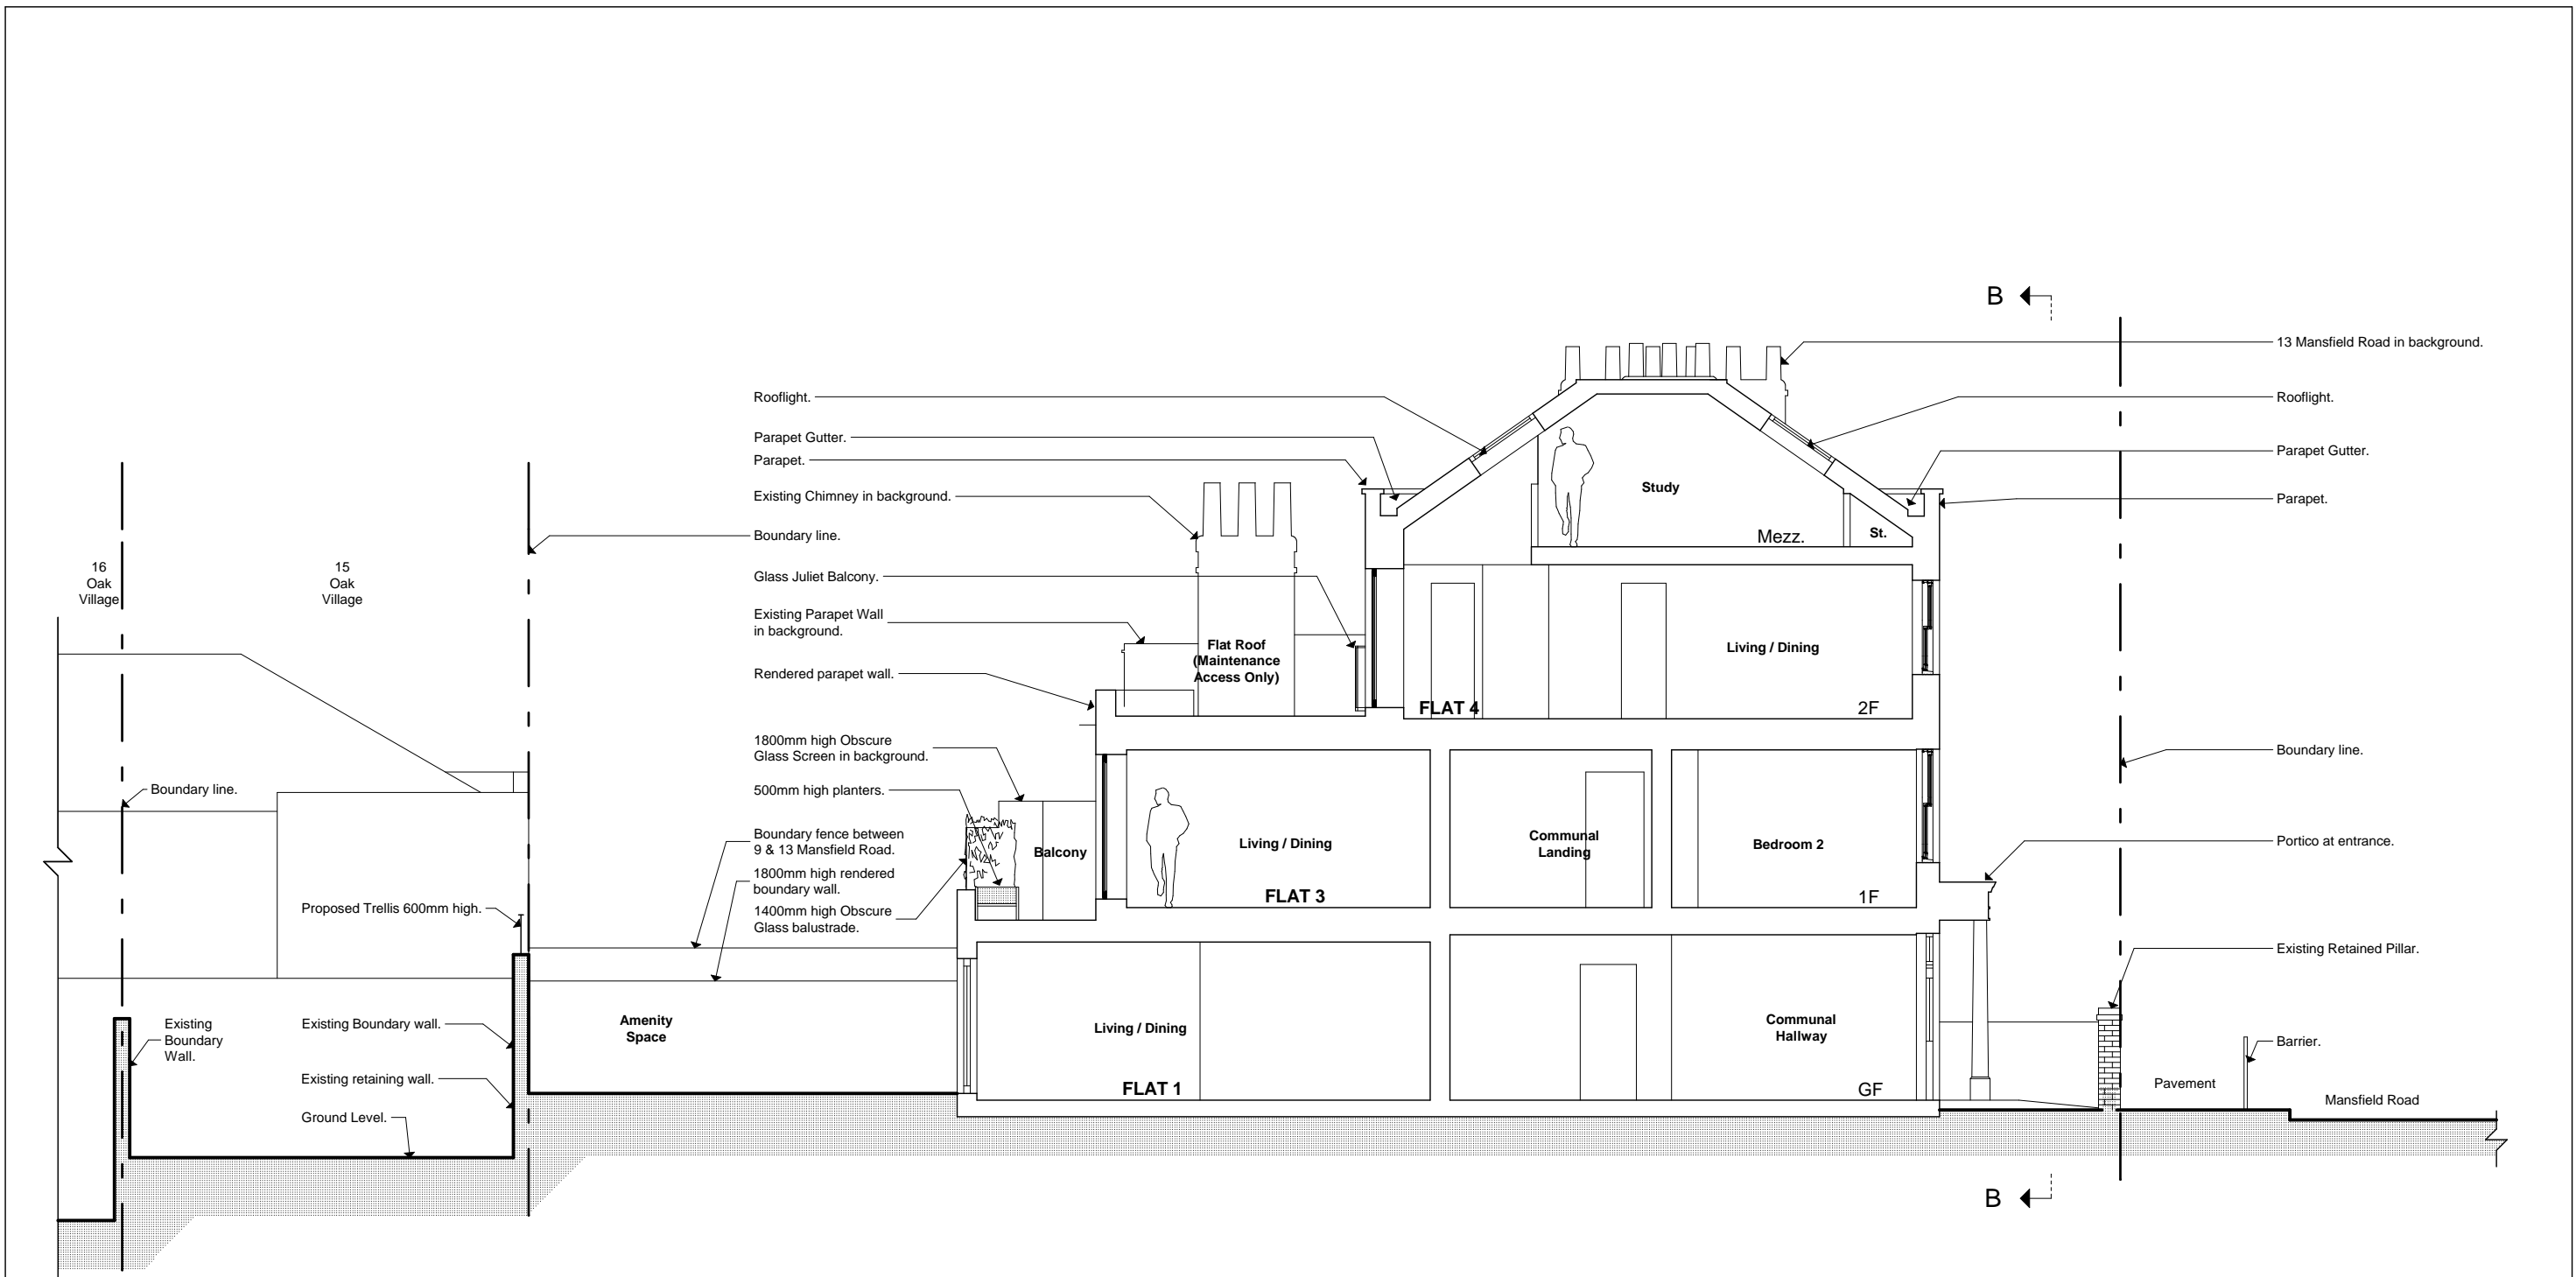 B
13 Mansfield Road in background.
Rooflight.
Rooflight.
Parapet Gutter.
Parapet Gutter.
Parapet.
Study
Existing Chimney in background.
Parapet.
Boundary line.
Mezz.
St.
16
Oak
Village
15
Oak
Village
Glass Juliet Balcony.
Existing Parapet Wall
in background.
Flat Roof
(Maintenance
Access Only)
Living / Dining
Rendered parapet wall.
FLAT 4
2F
1800mm high Obscure
Glass Screen in background.
Boundary line.
Boundary line.
500mm high planters.
Boundary fence between
9 & 13 Mansfield Road.
Balcony
Living / Dining
Communal
Landing
Bedroom 2
Portico at entrance.
1800mm high rendered
boundary wall.
FLAT 3
1F
Proposed Trellis 600mm high.
1400mm high Obscure
Glass balustrade.
Existing Retained Pillar.
Existing
Boundary
Wall.
Existing Boundary wall.
Amenity
Space
Living / Dining
Communal
Hallway
Barrier.
Existing retaining wall.
FLAT 1
GF
Pavement
Mansfield Road
Ground Level.
B